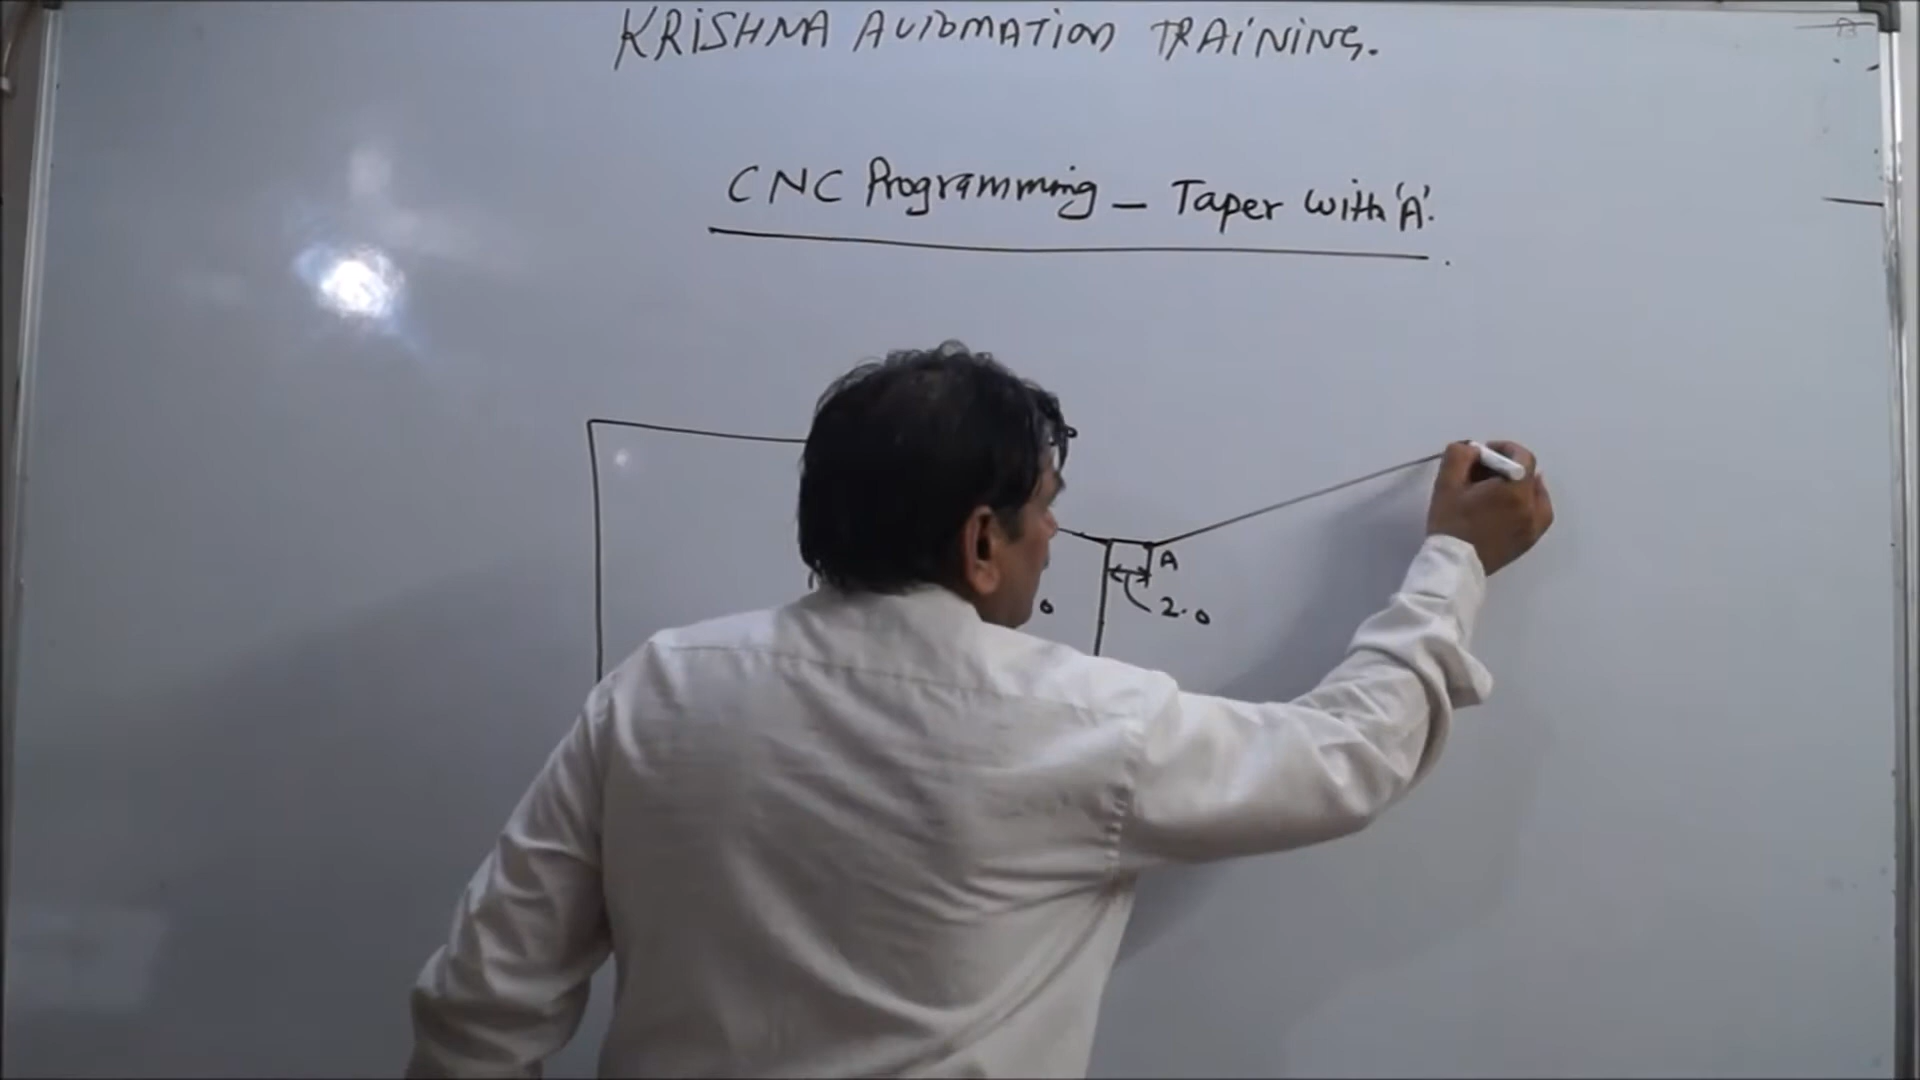 KRISHNA AUTOMATION TRAINING.
CNC Programming - Taper with 'A'.
A
2.0